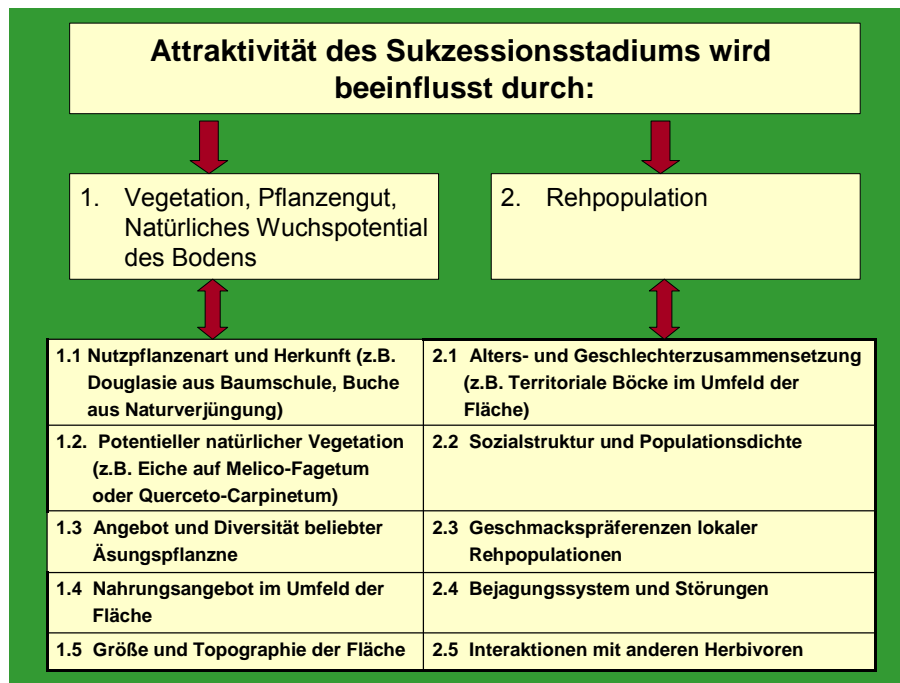 Attraktivität des Sukzessionsstadiums wird
beeinflusst durch:
1. Vegetation, Pflanzengut,
Natürliches Wuchspotential
des Bodens
2. Rehpopulation
1.1 Nutzpflanzenart und Herkunft (z.B.
Douglasie aus Baumschule, Buche
aus Naturverjüngung)
2.1 Alters- und Geschlechterzusammensetzung
(z.B. Territoriale Böcke im Umfeld der
Fläche)
1.2. Potentieller natürlicher Vegetation
(z.B. Eiche auf Melico-Fagetum
oder Querceto-Carpinetum)
2.2 Sozialstruktur und Populationsdichte
1.3 Angebot und Diversität beliebter
Äsungspflanzne
2.3 Geschmackspräferenzen lokaler
Rehpopulationen
1.4 Nahrungsangebot im Umfeld der
Fläche
2.4 Bejagungssystem und Störungen
1.5 Größe und Topographie der Fläche
2.5 Interaktionen mit anderen Herbivoren